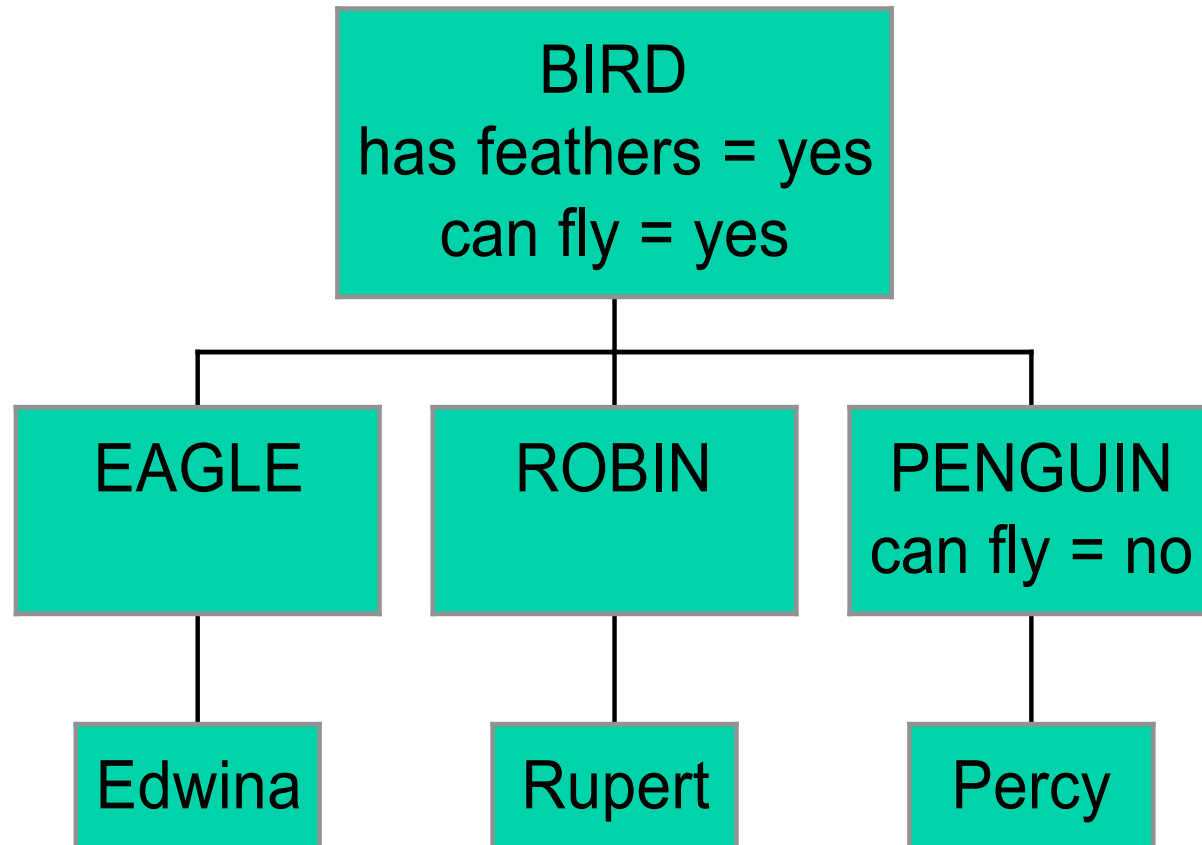 BIRD
has feathers = yes
can fly = yes
EAGLE
ROBIN
PENGUIN
can fly = no
Edwina
Rupert
Percy